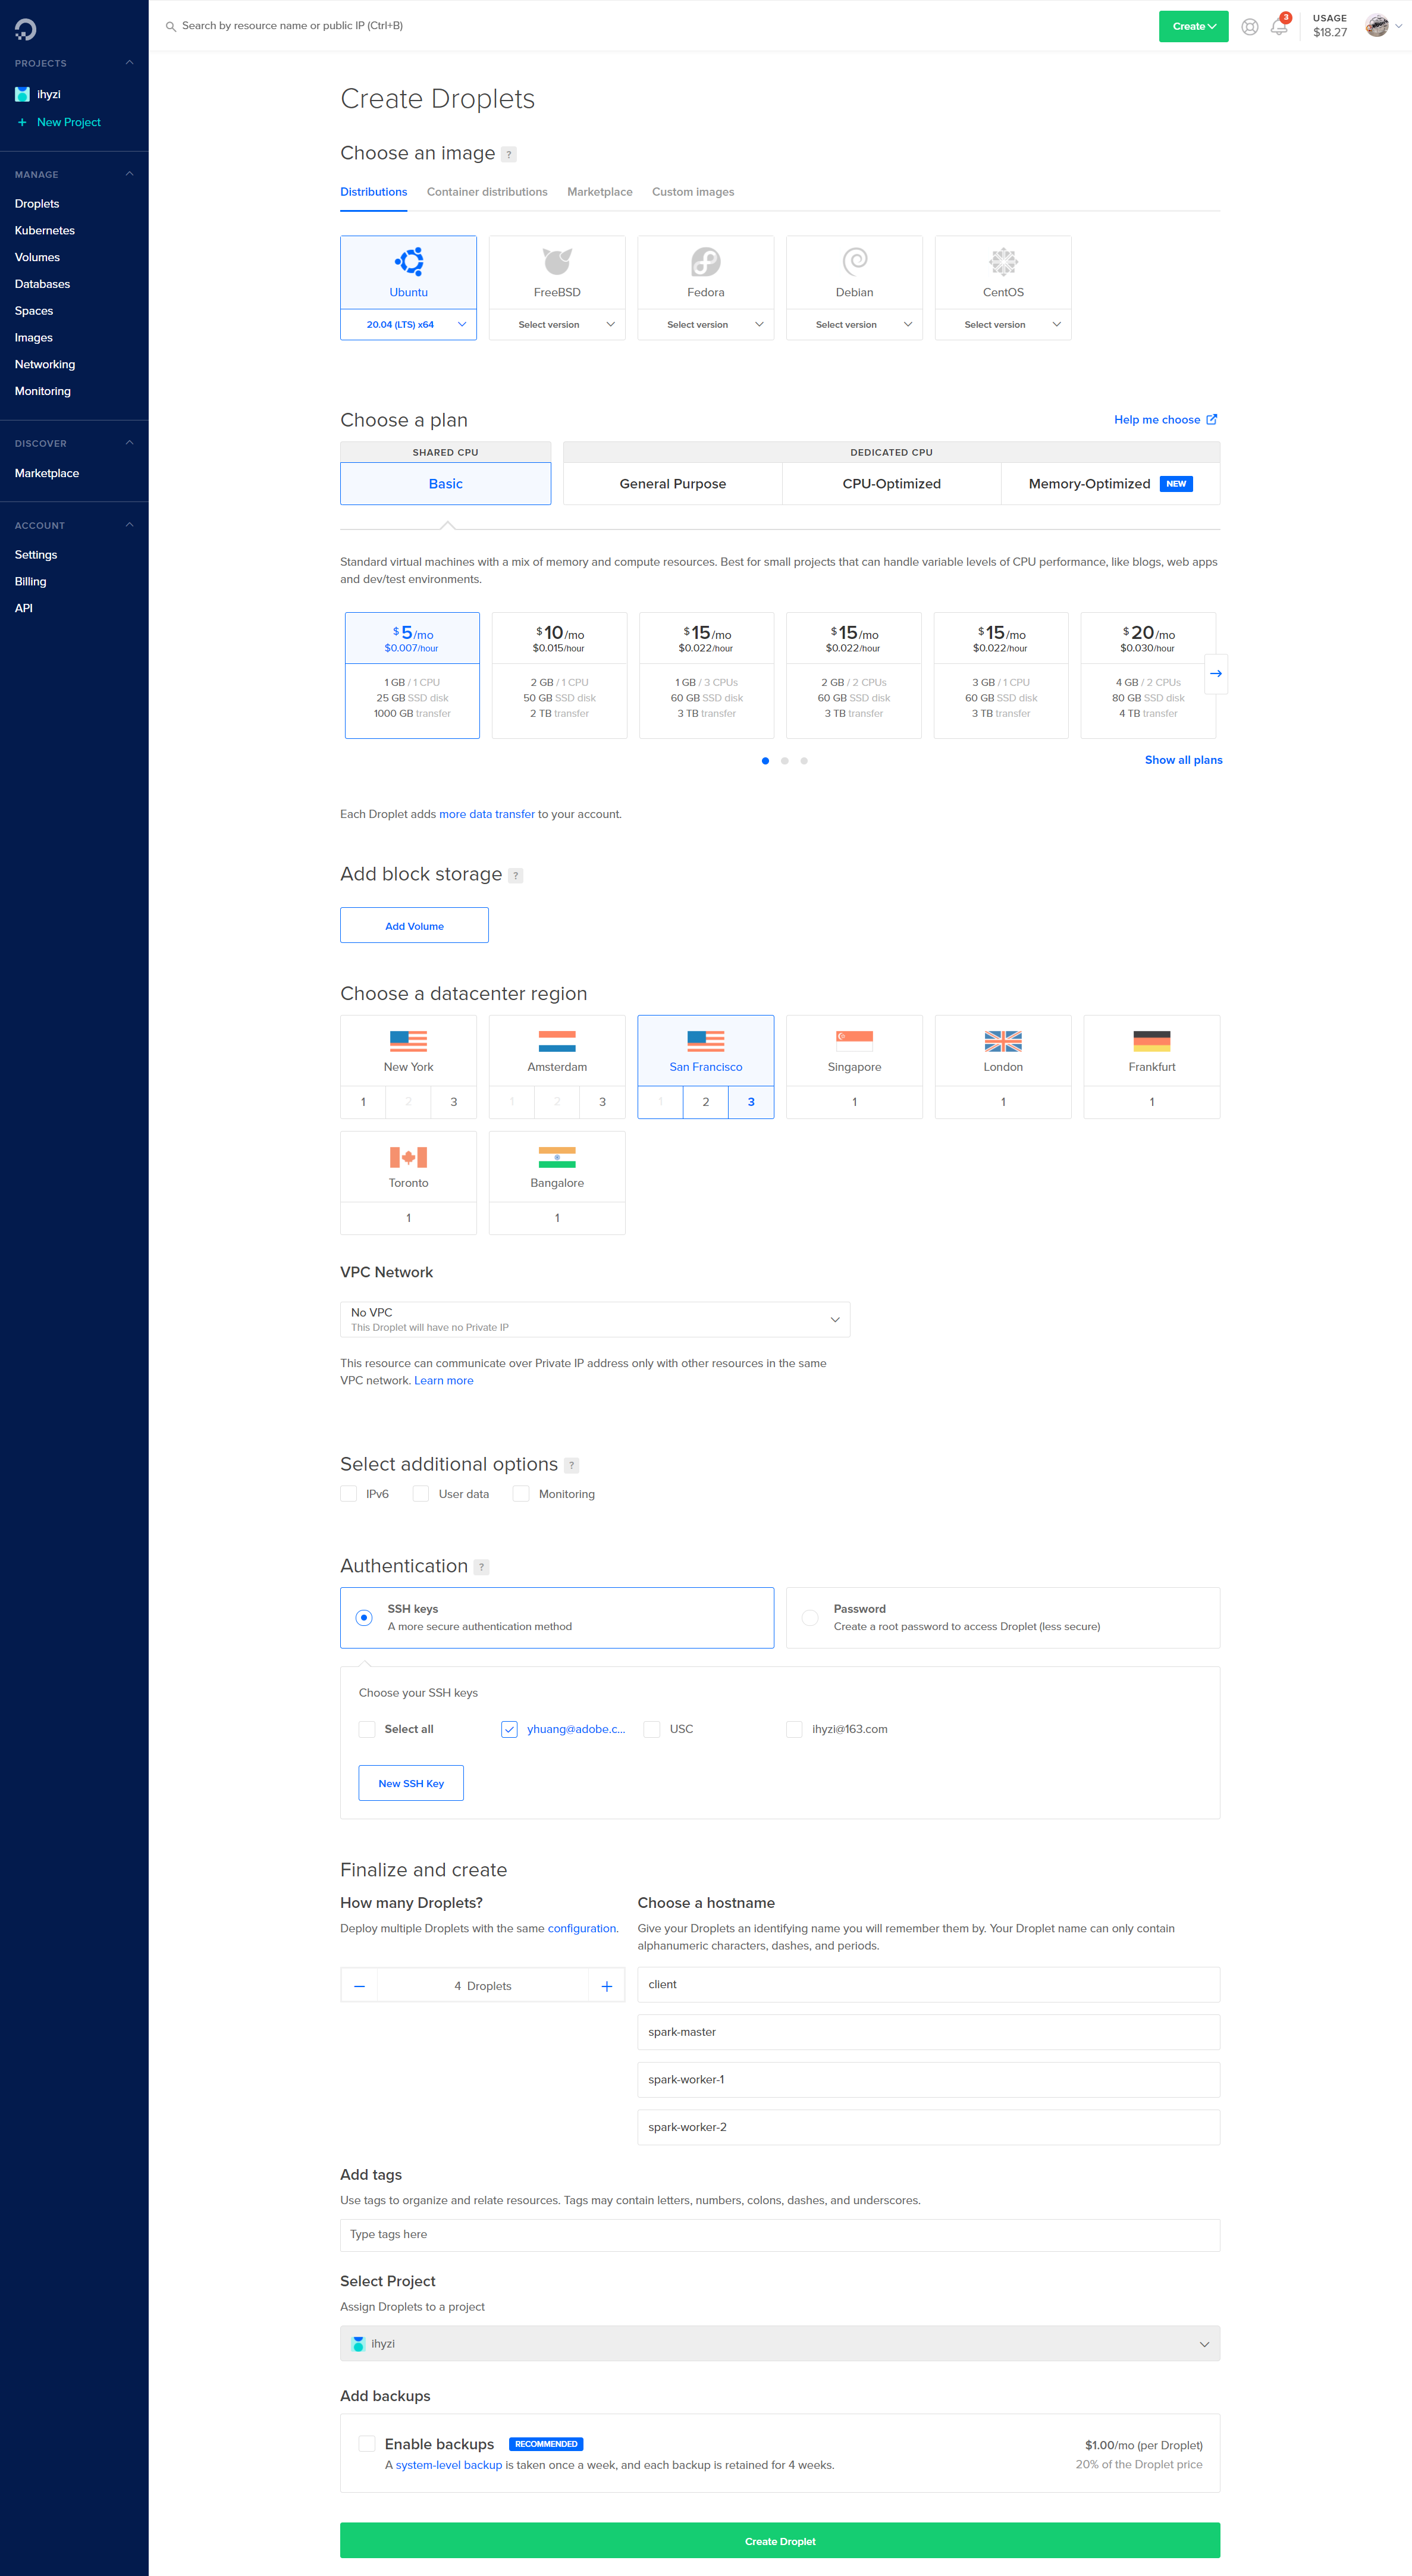 Search by resource name or public IP (Ctrl+B)
Create
3
USAGE
$18.27
PROJECTS
ihyzi
+ New Project
MANAGE
Droplets
Kubernetes
Volumes
Databases
Spaces
Images
Networking
Monitoring
DISCOVER
Marketplace
ACCOUNT
Settings
Billing
API
Create Droplets
Choose an image ?
Distributions Container distributions Marketplace Custom images
Ubuntu FreeBSD Fedora Debian CentOS
20.04 (LTS) x64 Select version Select version Select version Select version
Choose a plan Help me choose
SHARED CPU DEDICATED CPU
Basic General Purpose CPU-Optimized Memory-Optimized NEW
Standard virtual machines with a mix of memory and compute resources. Best for small projects that can handle variable levels of CPU performance, like blogs, web apps
and dev/test environments.
$5/mo $10/mo $15/mo $15/mo $15/mo $20/mo
$0.007/hour $0.015/hour $0.022/hour $0.022/hour $0.022/hour $0.030/hour
1 GB / 1 CPU 2 GB / 1 CPU 1 GB / 3 CPUs 2 GB / 2 CPUs 3 GB / 1 CPU 4 GB / 2 CPUs
25 GB SSD disk 50 GB SSD disk 60 GB SSD disk 60 GB SSD disk 60 GB SSD disk 80 GB SSD disk
1000 GB transfer 2 TB transfer 3 TB transfer 3 TB transfer 3 TB transfer 4 TB transfer
Show all plans
Each Droplet adds more data transfer to your account.
Add block storage ?
Add Volume
Choose a datacenter region
New York Amsterdam San Francisco Singapore London Frankfurt
1 2 3 1 2 3 1 2 3 1 1 1
Toronto Bangalore
1 1
VPC Network
No VPC
This Droplet will have no Private IP
This resource can communicate over Private IP address only with other resources in the same
VPC network. Learn more
Select additional options ?
IPv6 User data Monitoring
Authentication ?
SSH keys
A more secure authentication method
Password
Create a root password to access Droplet (less secure)
Choose your SSH keys
Select all yhuang@adobe.c... USC ihyzi@163.com
New SSH Key
Finalize and create
How many Droplets?
Deploy multiple Droplets with the same configuration.
4 Droplets
Choose a hostname
Give your Droplets an identifying name you will remember them by. Your Droplet name can only contain
alphanumeric characters, dashes, and periods.
client
spark-master
spark-worker-1
spark-worker-2
Add tags
Use tags to organize and relate resources. Tags may contain letters, numbers, colons, dashes, and underscores.
Type tags here
Select Project
Assign Droplets to a project
ihyzi
Add backups
Enable backups RECOMMENDED
A system-level backup is taken once a week, and each backup is retained for 4 weeks.
$1.00/mo (per Droplet)
20% of the Droplet price
Create Droplet